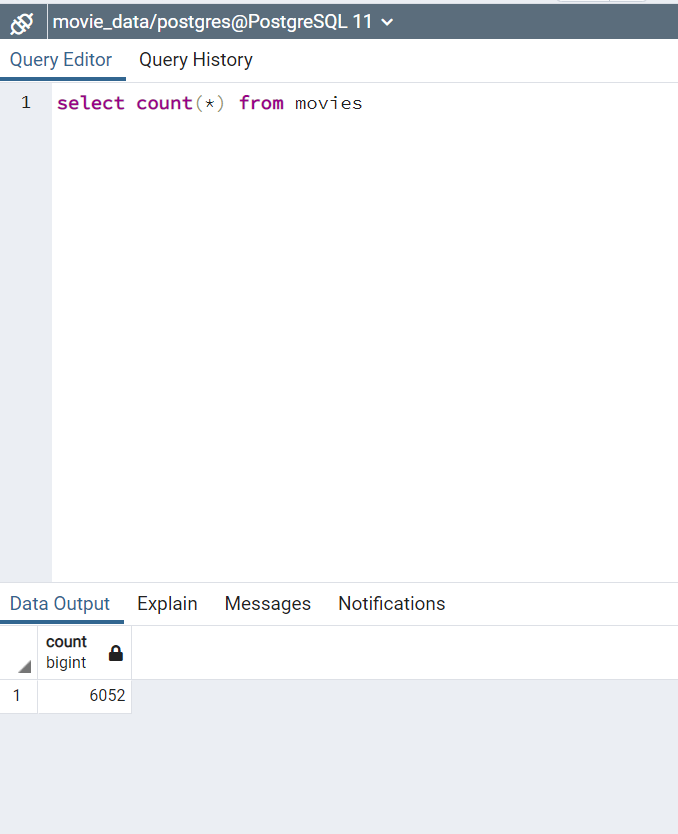 movie_data/postgres@PostgreSQL 11
Query Editor Query History
1 select count(*) from movies
Data Output Explain Messages Notifications
count
bigint
1 6052